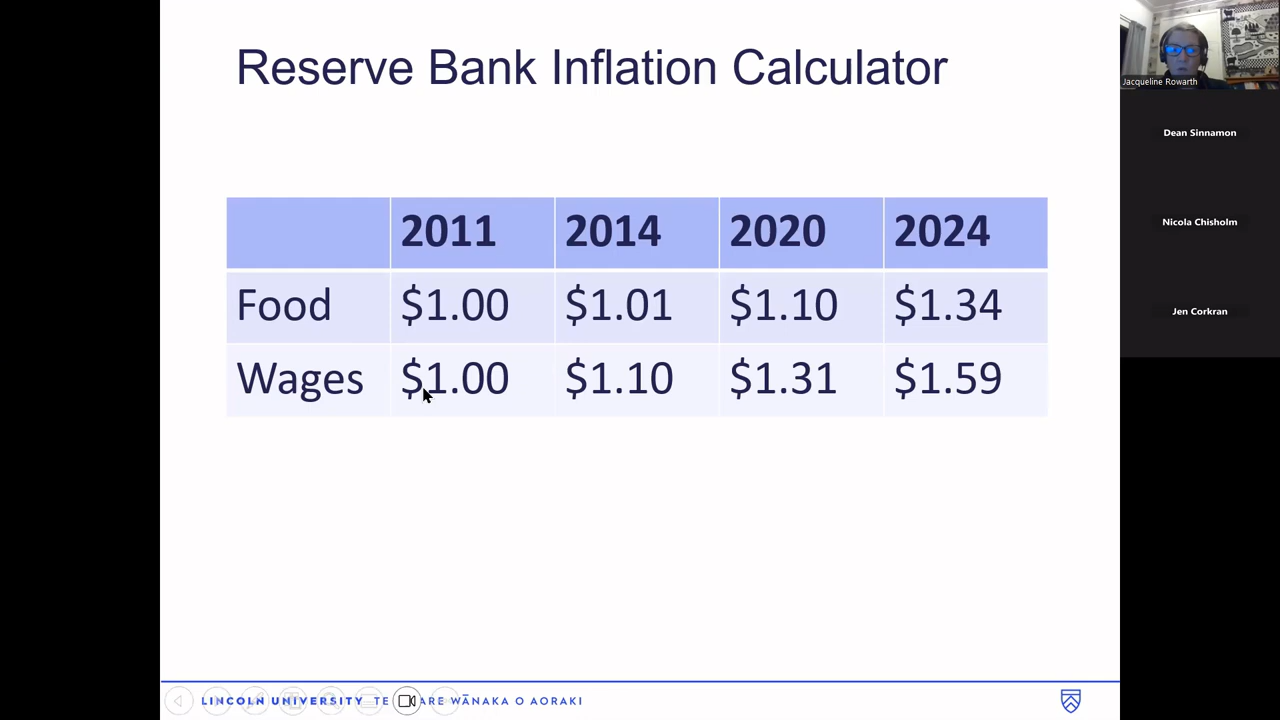 Reserve Bank Inflation Calculator
2011 2014 2020 2024
Food $1.00 $1.01 $1.10 $1.34
Wages $1.00 $1.10 $1.31 $1.59
LINCOLN UNIVERSITY TE ARE WĀNAKA O AORAKI
Jacqueline Rowarth
Dean Sinnamon
Nicola Chisholm
Jen Corkran